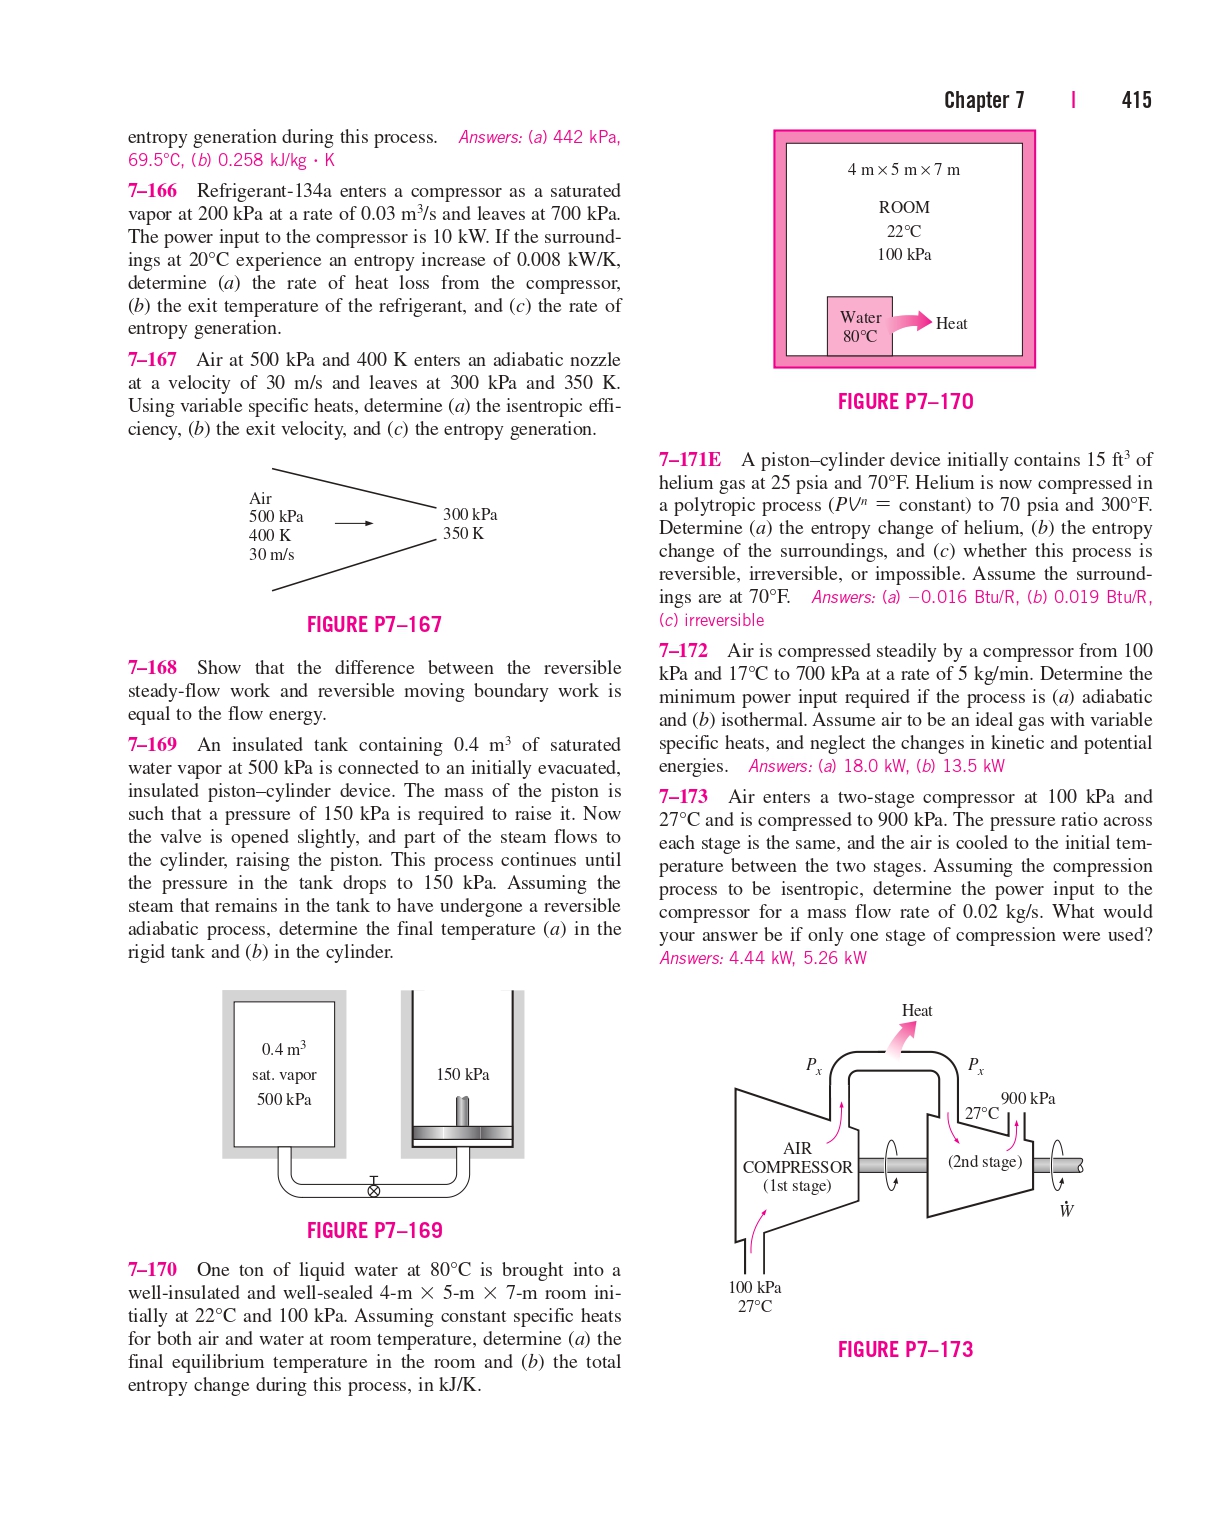 Chapter 7 | 415
entropy generation during this process. Answers: (a) 442 kPa,
69.5°C, (b) 0.258 kJ/kg · K
7–166 Refrigerant-134a enters a compressor as a saturated
vapor at 200 kPa at a rate of 0.03 m³/s and leaves at 700 kPa.
The power input to the compressor is 10 kW. If the surround-
ings at 20°C experience an entropy increase of 0.008 kW/K,
determine (a) the rate of heat loss from the compressor,
(b) the exit temperature of the refrigerant, and (c) the rate of
entropy generation.
7–167 Air at 500 kPa and 400 K enters an adiabatic nozzle
at a velocity of 30 m/s and leaves at 300 kPa and 350 K.
Using variable specific heats, determine (a) the isentropic effi-
ciency, (b) the exit velocity, and (c) the entropy generation.
Air
500 kPa
400 K
30 m/s
300 kPa
350 K
FIGURE P7–167
7–168 Show that the difference between the reversible
steady-flow work and reversible moving boundary work is
equal to the flow energy.
7–169 An insulated tank containing 0.4 m³ of saturated
water vapor at 500 kPa is connected to an initially evacuated,
insulated piston–cylinder device. The mass of the piston is
such that a pressure of 150 kPa is required to raise it. Now
the valve is opened slightly, and part of the steam flows to
the cylinder, raising the piston. This process continues until
the pressure in the tank drops to 150 kPa. Assuming the
steam that remains in the tank to have undergone a reversible
adiabatic process, determine the final temperature (a) in the
rigid tank and (b) in the cylinder.
0.4 m³
sat. vapor
500 kPa
150 kPa
FIGURE P7–169
7–170 One ton of liquid water at 80°C is brought into a
well-insulated and well-sealed 4-m × 5-m × 7-m room ini-
tially at 22°C and 100 kPa. Assuming constant specific heats
for both air and water at room temperature, determine (a) the
final equilibrium temperature in the room and (b) the total
entropy change during this process, in kJ/K.
4 m × 5 m × 7 m
ROOM
22°C
100 kPa
Water
80°C
Heat
FIGURE P7–170
7–171E A piston–cylinder device initially contains 15 ft³ of
helium gas at 25 psia and 70°F. Helium is now compressed in
a polytropic process (PVⁿ = constant) to 70 psia and 300°F.
Determine (a) the entropy change of helium, (b) the entropy
change of the surroundings, and (c) whether this process is
reversible, irreversible, or impossible. Assume the surround-
ings are at 70°F. Answers: (a) −0.016 Btu/R, (b) 0.019 Btu/R,
(c) irreversible
7–172 Air is compressed steadily by a compressor from 100
kPa and 17°C to 700 kPa at a rate of 5 kg/min. Determine the
minimum power input required if the process is (a) adiabatic
and (b) isothermal. Assume air to be an ideal gas with variable
specific heats, and neglect the changes in kinetic and potential
energies. Answers: (a) 18.0 kW, (b) 13.5 kW
7–173 Air enters a two-stage compressor at 100 kPa and
27°C and is compressed to 900 kPa. The pressure ratio across
each stage is the same, and the air is cooled to the initial tem-
perature between the two stages. Assuming the compression
process to be isentropic, determine the power input to the
compressor for a mass flow rate of 0.02 kg/s. What would
your answer be if only one stage of compression were used?
Answers: 4.44 kW, 5.26 kW
Heat
Pₓ
Pₓ
900 kPa
27°C
AIR
COMPRESSOR
(1st stage)
(2nd stage)
Ẇ
100 kPa
27°C
FIGURE P7–173